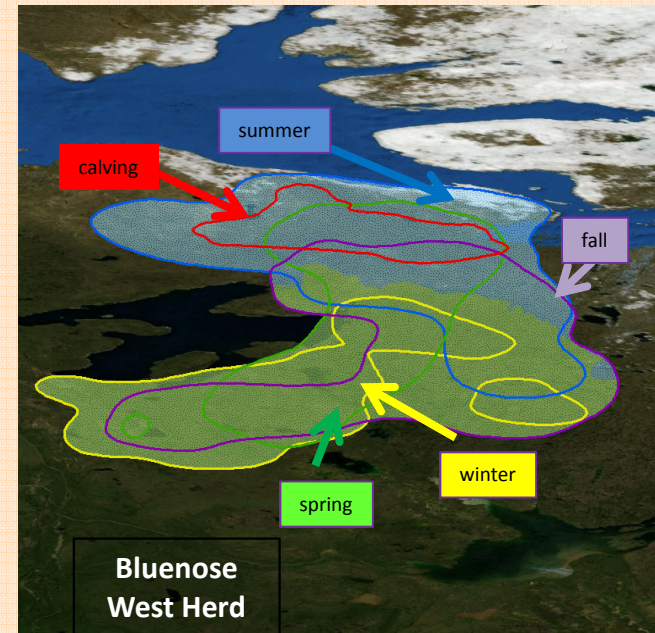 summer
calving
fall
winter
spring
Bluenose
West Herd